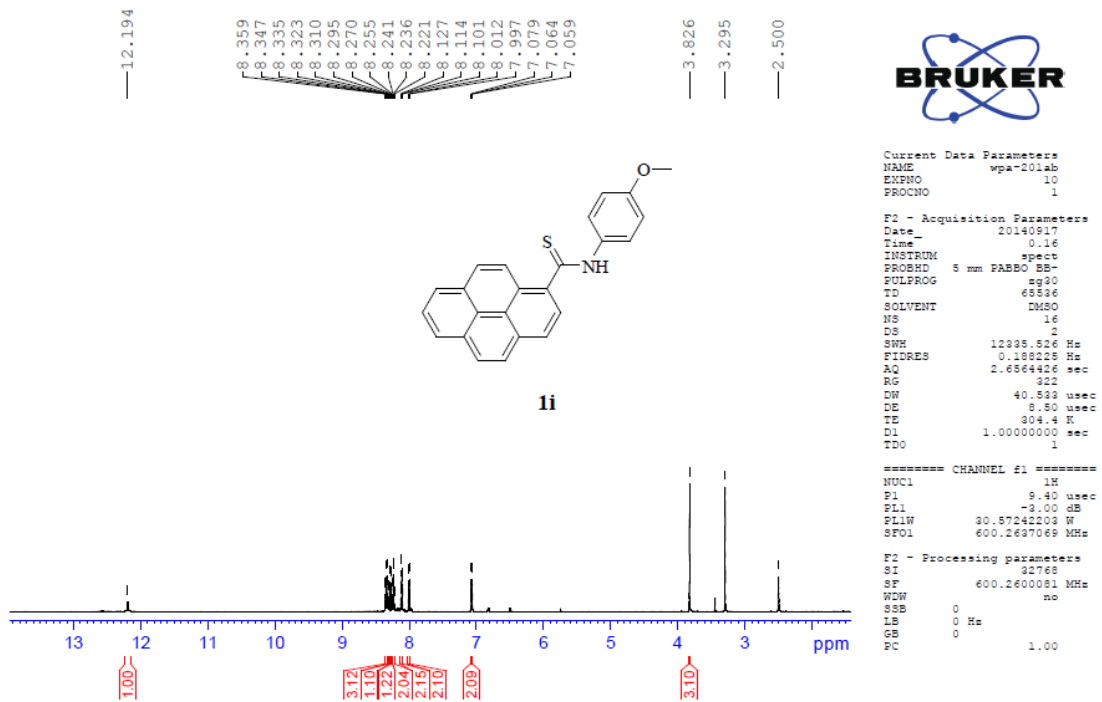 12.194
8.359
8.347
8.335
8.323
8.310
8.295
8.270
8.255
8.241
8.236
8.221
8.127
8.114
8.101
8.012
7.997
7.079
7.064
7.059
3.826
3.295
2.500
BRUKER
Current Data Parameters
NAME wpa-201ab
EXPNO 10
PROCNO 1
F2 - Acquisition Parameters
Date_ 20140917
Time 0.16
INSTRUM spect
PROBHD 5 mm PABBO BB-
PULPROG zg30
TD 65536
SOLVENT DMSO
NS 16
DS 2
SWH 12335.526 Hz
FIDRES 0.188225 Hz
AQ 2.6564426 sec
RG 322
DW 40.533 usec
DE 8.50 usec
TE 304.4 K
D1 1.00000000 sec
TD0 1
======== CHANNEL f1 ========
NUC1 1H
P1 9.40 usec
PL1 -3.00 dB
PL1W 30.57242203 W
SFO1 600.2637069 MHz
F2 - Processing parameters
SI 32768
SF 600.2600081 MHz
WDW no
SSB 0
LB 0 Hz
GB 0
PC 1.00
O
S
NH
1i
13 12 11 10 9 8 7 6 5 4 3 ppm
1.00
3.12
1.10
1.22
2.04
2.15
2.10
2.09
3.10